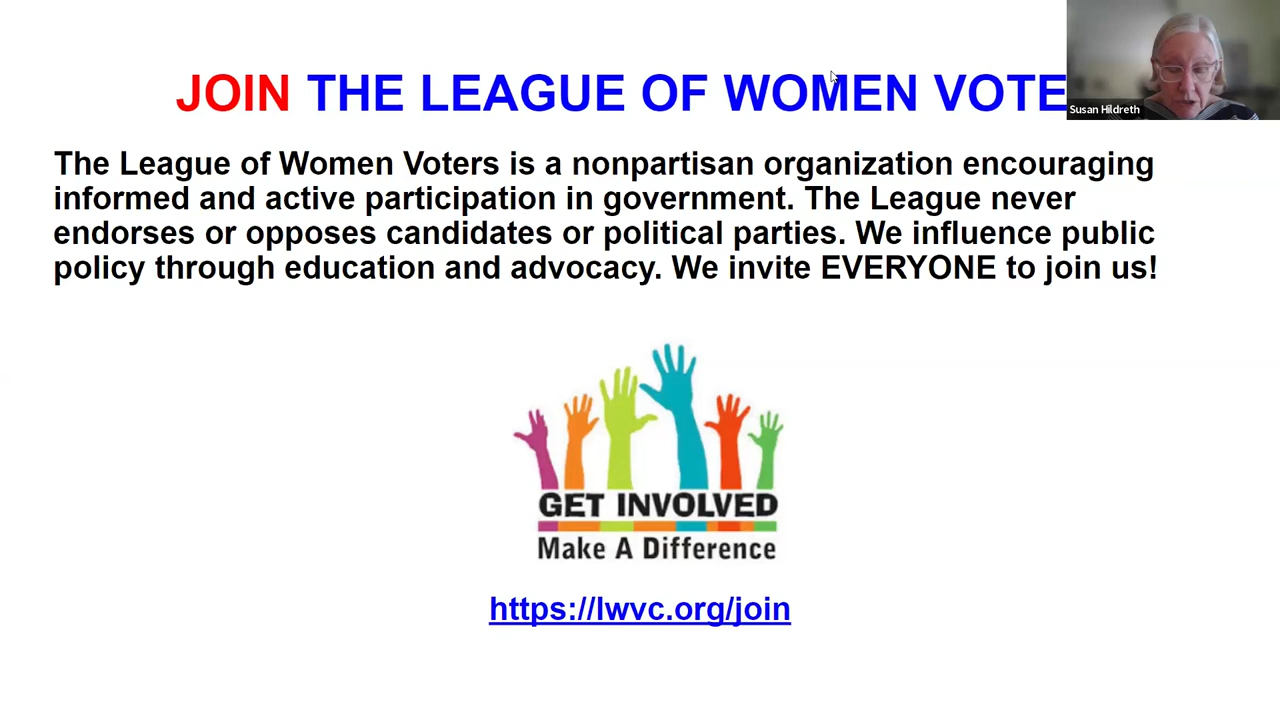 JOIN THE LEAGUE OF WOMEN VOTE
Susan Hildreth
The League of Women Voters is a nonpartisan organization encouraging
informed and active participation in government. The League never
endorses or opposes candidates or political parties. We influence public
policy through education and advocacy. We invite EVERYONE to join us!
GET INVOLVED
Make A Difference
https://lwvc.org/join